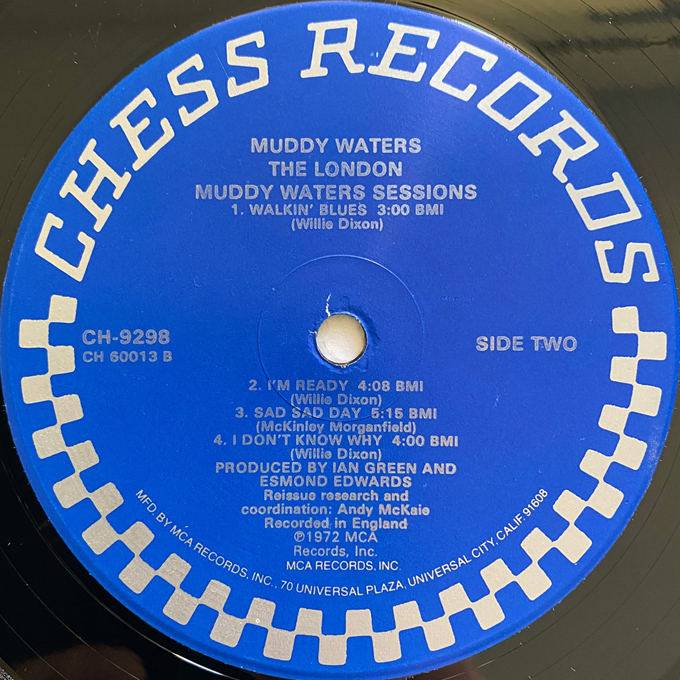 CHESS RECORDS
MUDDY WATERS
THE LONDON
MUDDY WATERS SESSIONS
1. WALKIN' BLUES 3:00 BMI
(Willie Dixon)
CH-9298
CH 60013 B
SIDE TWO
2. I'M READY 4:08 BMI
(Willie Dixon)
3. SAD SAD DAY 5:15 BMI
(McKinley Morganfield)
4. I DON'T KNOW WHY 4:00 BMI
(Willie Dixon)
PRODUCED BY IAN GREEN AND
ESMOND EDWARDS
Reissue research and
coordination: Andy McKaie
Recorded in England
℗1972 MCA
Records, Inc.
MCA RECORDS, INC.
MFD BY MCA RECORDS, INC., 70 UNIVERSAL PLAZA, UNIVERSAL CITY, CALIF. 91608